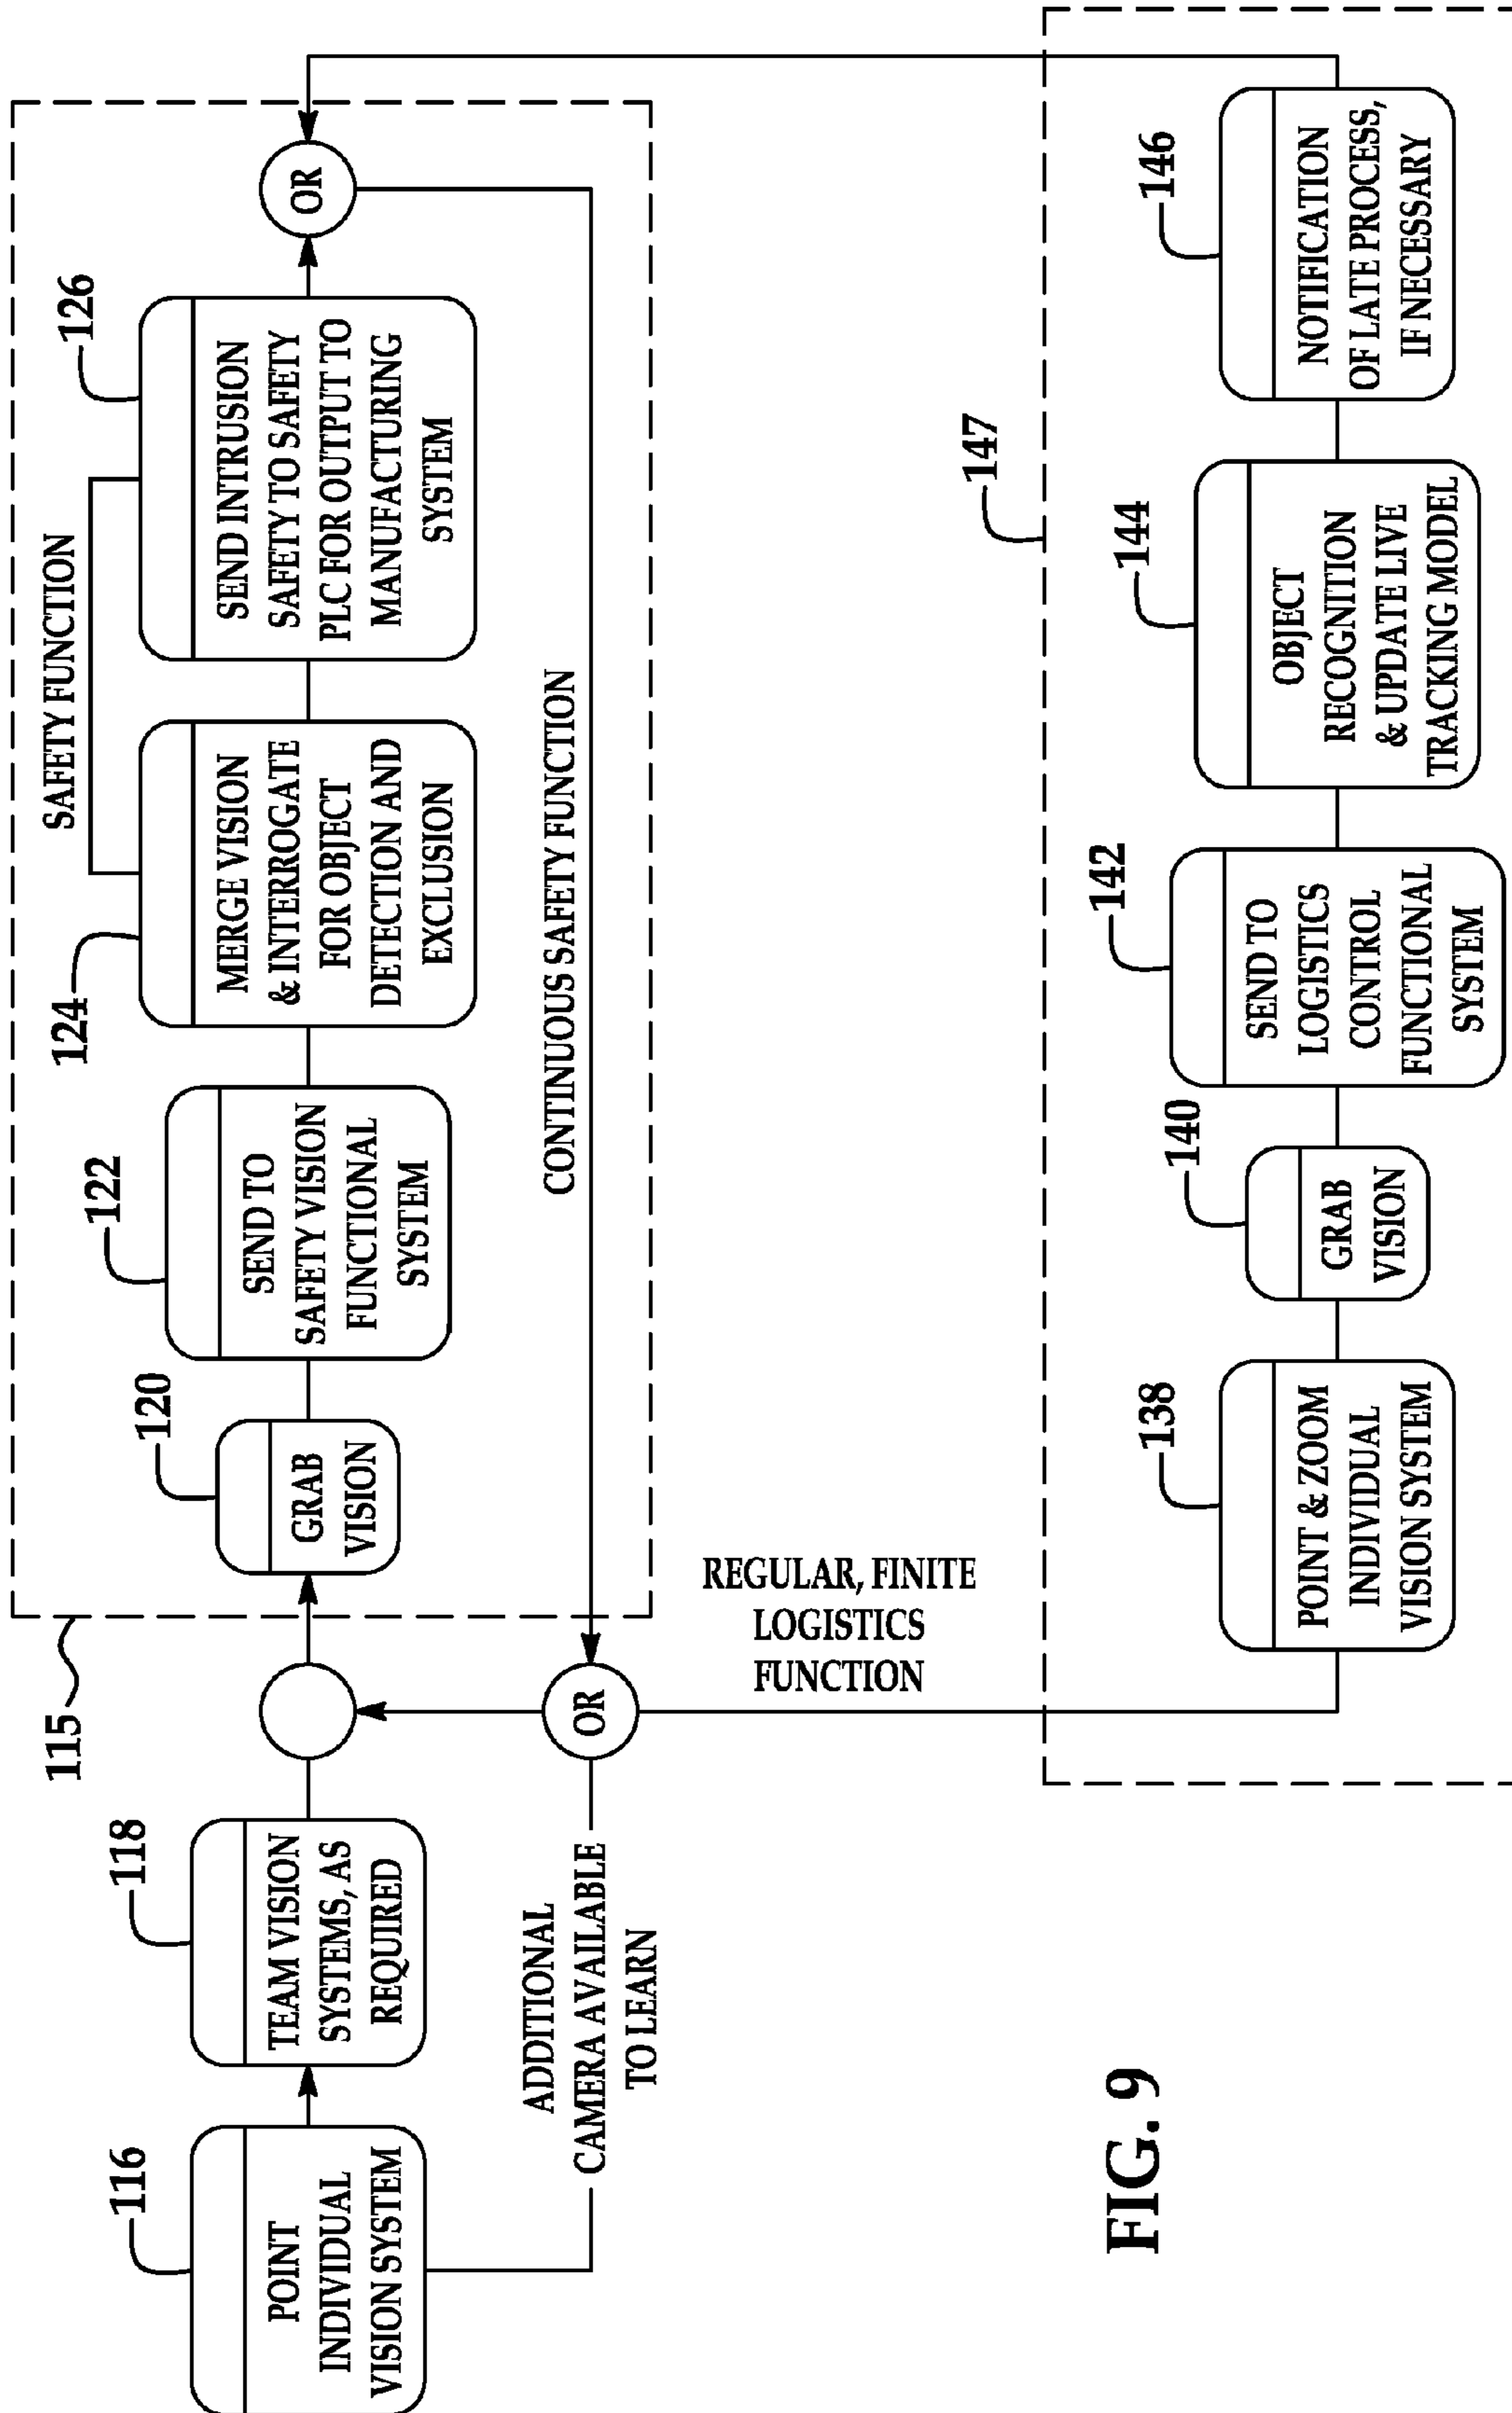 116
POINT
INDIVIDUAL
VISION SYSTEM
118
TEAM VISION
SYSTEMS, AS
REQUIRED
115
120
GRAB
VISION
122
SEND TO
SAFETY VISION
FUNCTIONAL
SYSTEM
124
MERGE VISION
& INTERROGATE
FOR OBJECT
DETECTION AND
EXCLUSION
SAFETY FUNCTION
126
SEND INTRUSION
SAFETY TO SAFETY
PLC FOR OUTPUT TO
MANUFACTURING
SYSTEM
OR
CONTINUOUS SAFETY FUNCTION
OR
ADDITIONAL
CAMERA AVAILABLE
TO LEARN
REGULAR, FINITE
LOGISTICS
FUNCTION
147
138
POINT & ZOOM
INDIVIDUAL
VISION SYSTEM
140
GRAB
VISION
142
SEND TO
LOGISTICS
CONTROL
FUNCTIONAL
SYSTEM
144
OBJECT
RECOGNITION
& UPDATE LIVE
TRACKING MODEL
146
NOTIFICATION
OF LATE PROCESS,
IF NECESSARY
FIG. 9